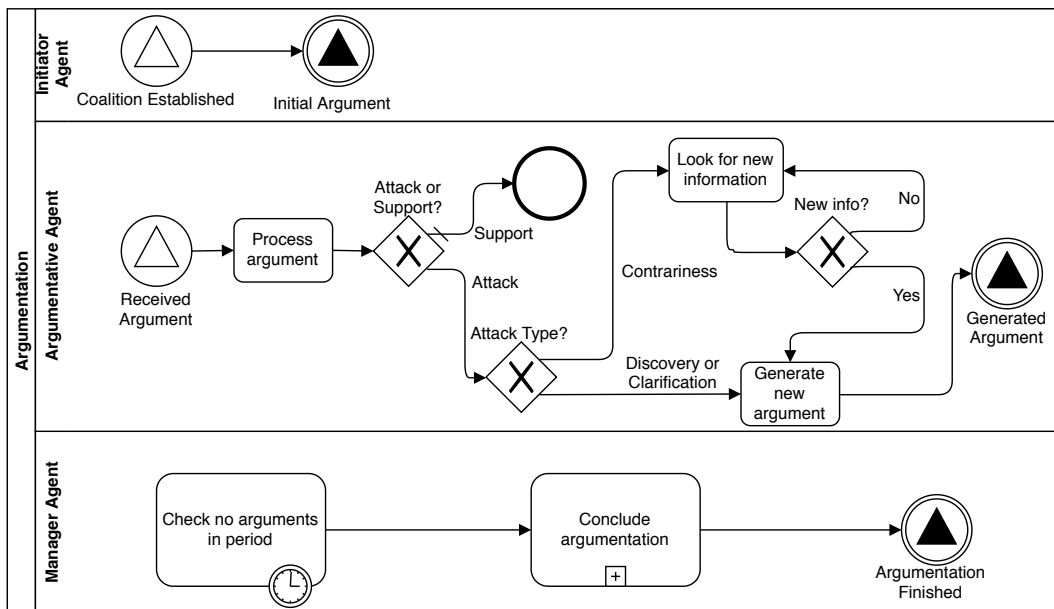 Argumentation
Initiator
Agent
Coalition Established
Initial Argument
Argumentative Agent
Received
Argument
Process
argument
Attack or
Support?
Support
Attack
Attack Type?
Contrariness
Discovery or
Clarification
Look for new
information
New info?
No
Yes
Generate
new
argument
Generated
Argument
Manager Agent
Check no arguments
in period
Conclude
argumentation
Argumentation
Finished